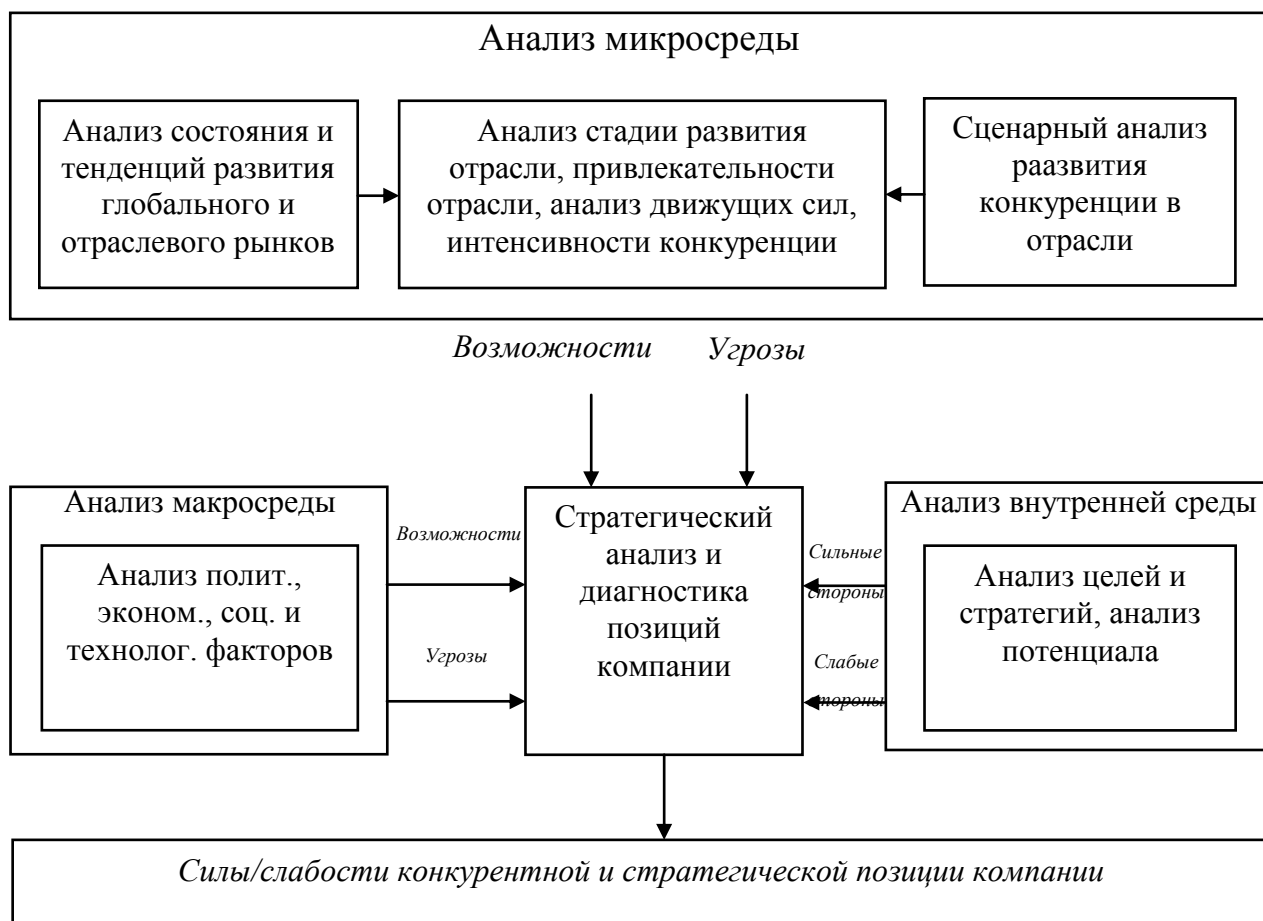 Анализ микросреды
Анализ состояния и
тенденций развития
глобального и
отраслевого рынков
Анализ стадии развития
отрасли, привлекательности
отрасли, анализ движущих сил,
интенсивности конкуренции
Сценарный анализ
раазвития
конкуренции в
отрасли
Возможности Угрозы
Анализ макросреды
Анализ полит.,
эконом., соц. и
технолог. факторов
Возможности
Угрозы
Стратегический
анализ и
диагностика
позиций
компании
Сильные
стороны
Слабые
стороны
Анализ внутренней среды
Анализ целей и
стратегий, анализ
потенциала
Силы/слабости конкурентной и стратегической позиции компании